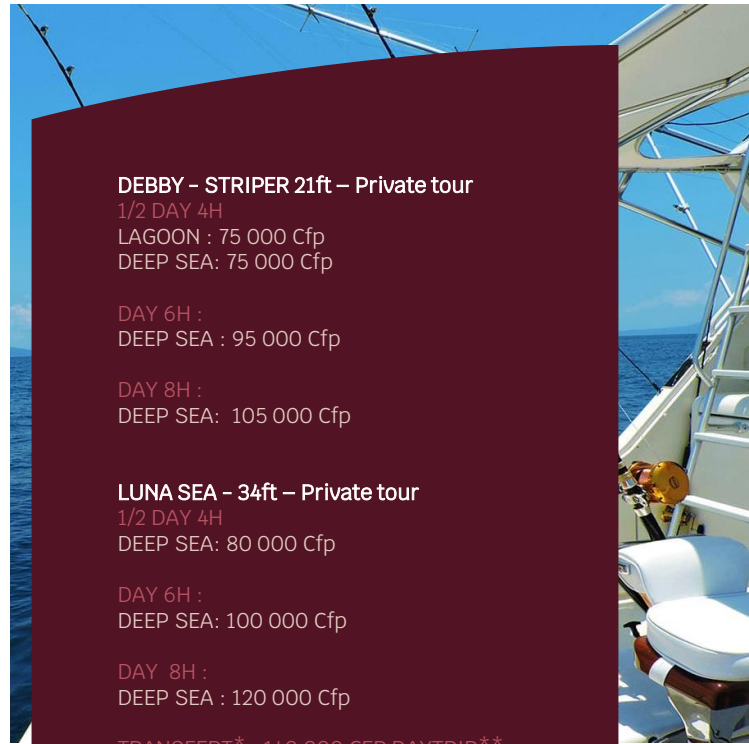 DEBBY - STRIPER 21ft – Private tour
1/2 DAY 4H
LAGOON : 75 000 Cfp
DEEP SEA: 75 000 Cfp
DAY 6H :
DEEP SEA : 95 000 Cfp
DAY 8H :
DEEP SEA:  105 000 Cfp
LUNA SEA - 34ft – Private tour
1/2 DAY 4H
DEEP SEA: 80 000 Cfp
DAY 6H :
DEEP SEA: 100 000 Cfp
DAY  8H :
DEEP SEA : 120 000 Cfp